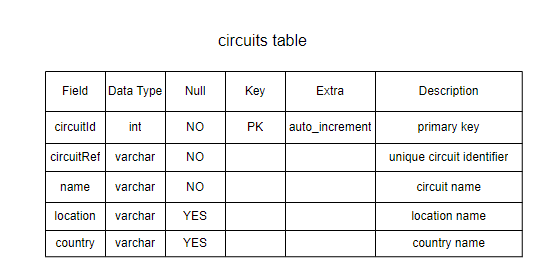 circuits table
Field Data Type Null Key Extra Description
circuitId int NO PK auto_increment primary key
circuitRef varchar NO unique circuit identifier
name varchar NO circuit name
location varchar YES location name
country varchar YES country name